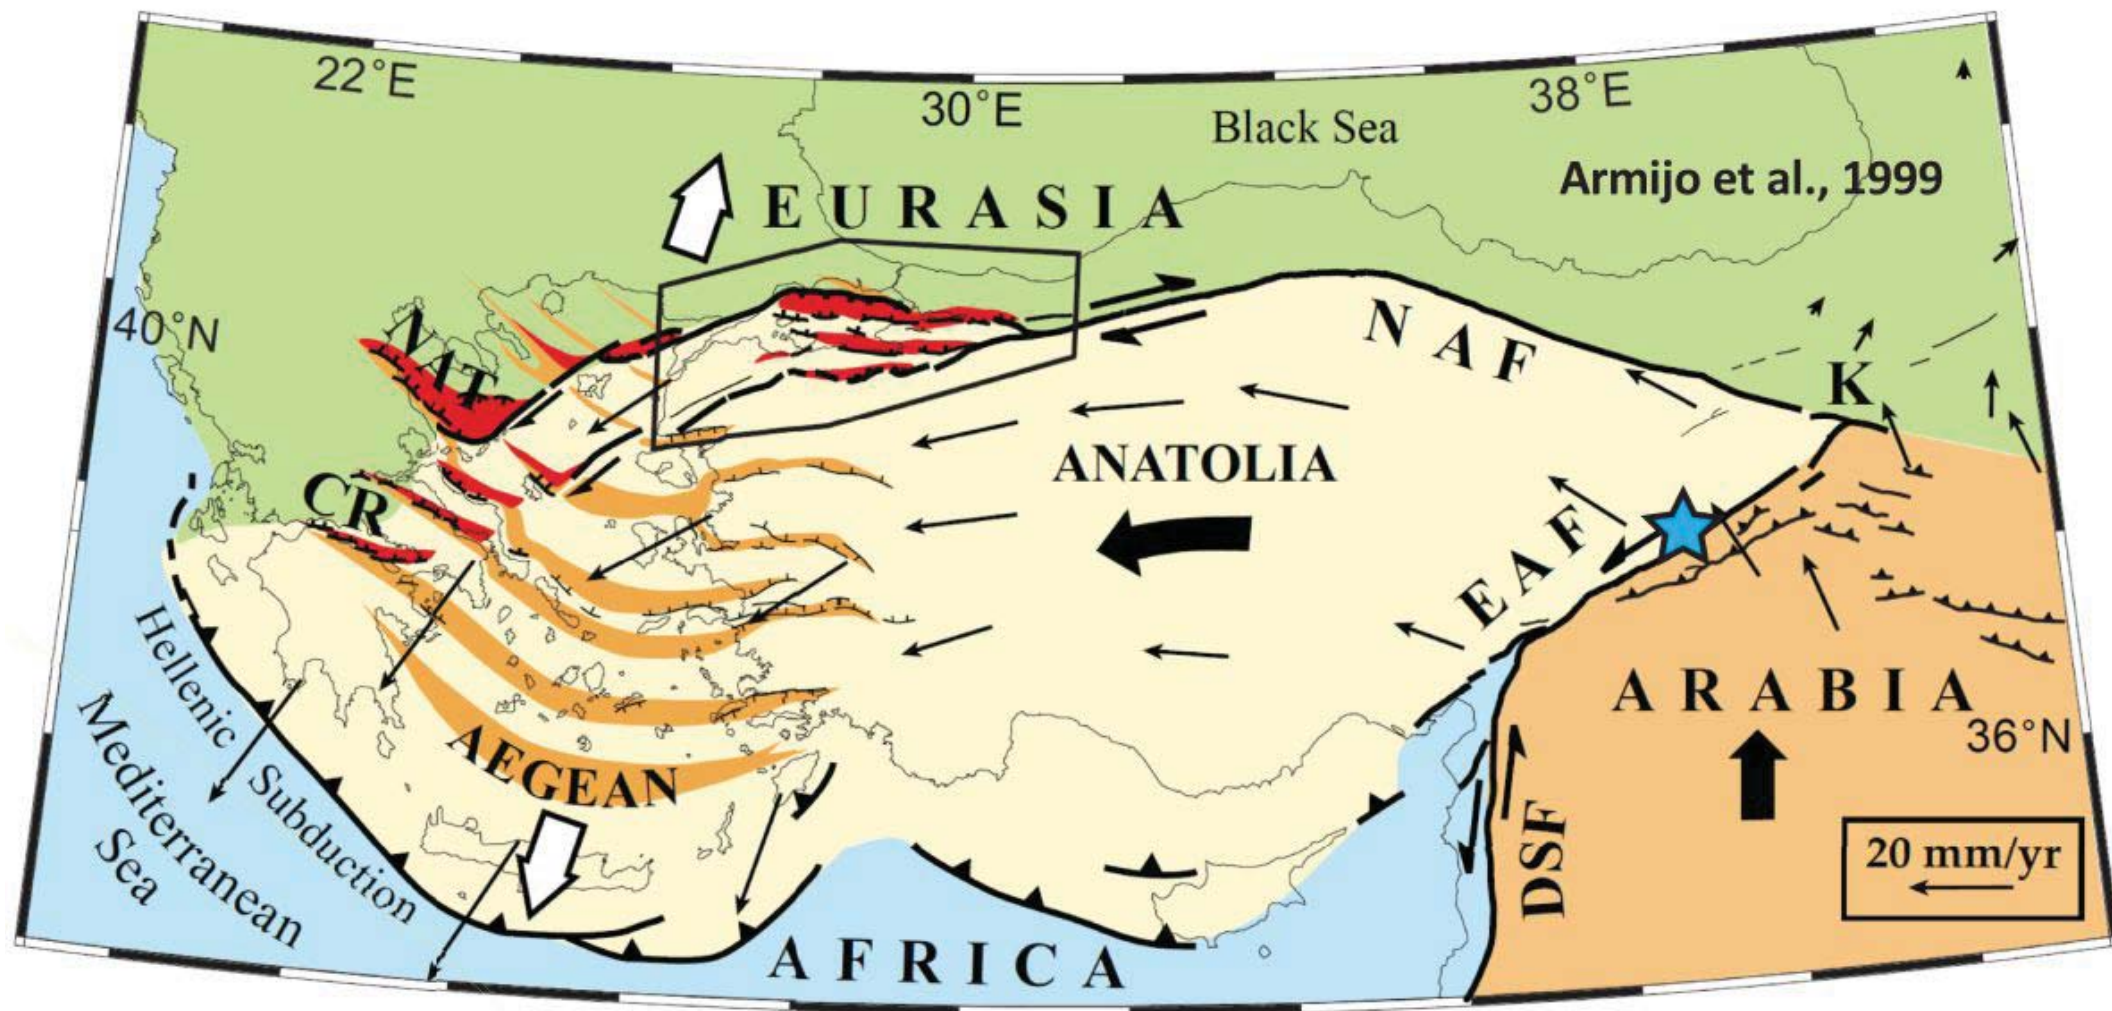 22°E
30°E
38°E
Black Sea
Armijo et al., 1999
EURASIA
40°N
NAT
NAF
K
ANATOLIA
CR
EAF
Hellenic Subduction
ARABIA
36°N
Mediterranean
Sea
AEGEAN
DSF
20 mm/yr
AFRICA